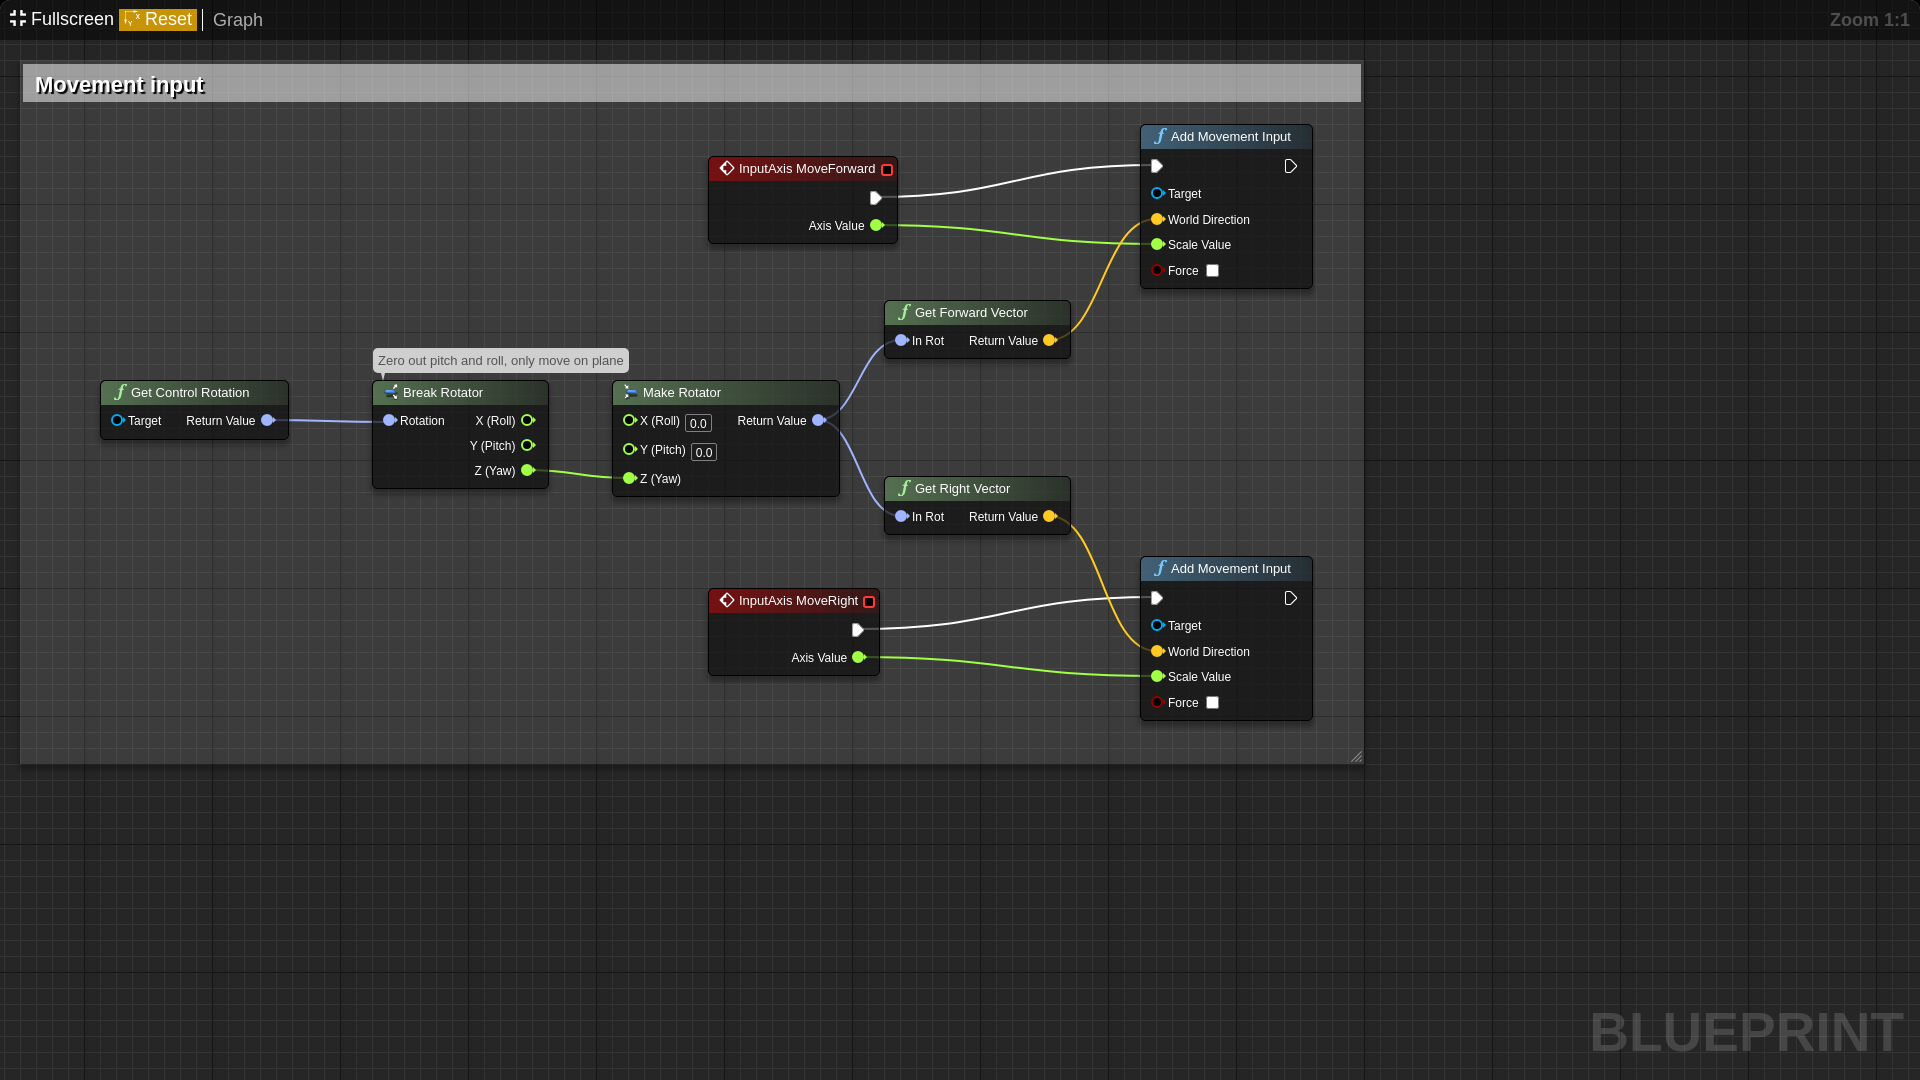 Fullscreen Reset Graph Zoom 1:1
Movement input
Add Movement Input
Target
World Direction
Scale Value
Force
InputAxis MoveForward
Axis Value
Get Forward Vector
In Rot Return Value
Zero out pitch and roll, only move on plane
Get Control Rotation
Target Return Value
Break Rotator
Rotation X (Roll)
Y (Pitch)
Z (Yaw)
Make Rotator
X (Roll) 0.0 Return Value
Y (Pitch) 0.0
Z (Yaw)
Get Right Vector
In Rot Return Value
Add Movement Input
Target
World Direction
Scale Value
Force
InputAxis MoveRight
Axis Value
BLUEPRINT